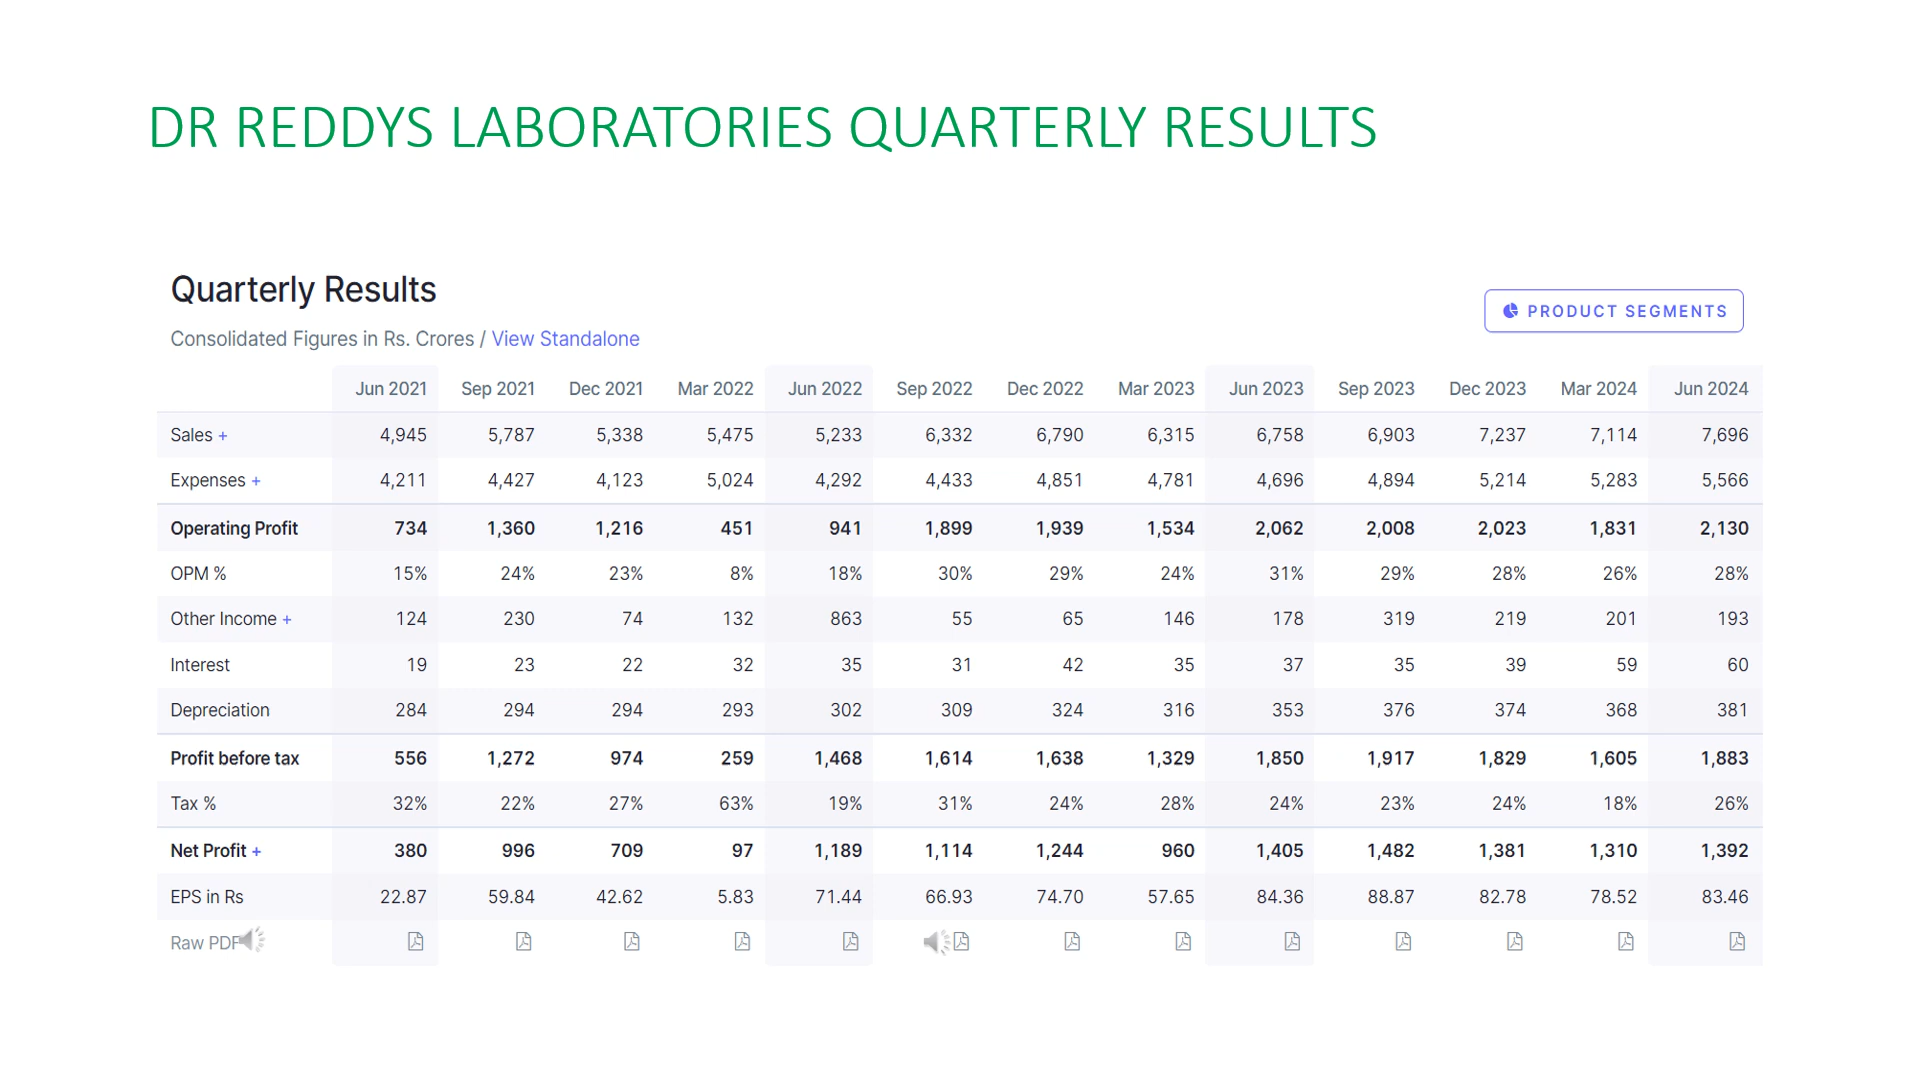 DR REDDYS LABORATORIES QUARTERLY RESULTS
Quarterly Results
PRODUCT SEGMENTS
Consolidated Figures in Rs. Crores / View Standalone
Jun 2021 Sep 2021 Dec 2021 Mar 2022 Jun 2022 Sep 2022 Dec 2022 Mar 2023 Jun 2023 Sep 2023 Dec 2023 Mar 2024 Jun 2024
Sales + 4,945 5,787 5,338 5,475 5,233 6,332 6,790 6,315 6,758 6,903 7,237 7,114 7,696
Expenses + 4,211 4,427 4,123 5,024 4,292 4,433 4,851 4,781 4,696 4,894 5,214 5,283 5,566
Operating Profit 734 1,360 1,216 451 941 1,899 1,939 1,534 2,062 2,008 2,023 1,831 2,130
OPM % 15% 24% 23% 8% 18% 30% 29% 24% 31% 29% 28% 26% 28%
Other Income + 124 230 74 132 863 55 65 146 178 319 219 201 193
Interest 19 23 22 32 35 31 42 35 37 35 39 59 60
Depreciation 284 294 294 293 302 309 324 316 353 376 374 368 381
Profit before tax 556 1,272 974 259 1,468 1,614 1,638 1,329 1,850 1,917 1,829 1,605 1,883
Tax % 32% 22% 27% 63% 19% 31% 24% 28% 24% 23% 24% 18% 26%
Net Profit + 380 996 709 97 1,189 1,114 1,244 960 1,405 1,482 1,381 1,310 1,392
EPS in Rs 22.87 59.84 42.62 5.83 71.44 66.93 74.70 57.65 84.36 88.87 82.78 78.52 83.46
Raw PDF